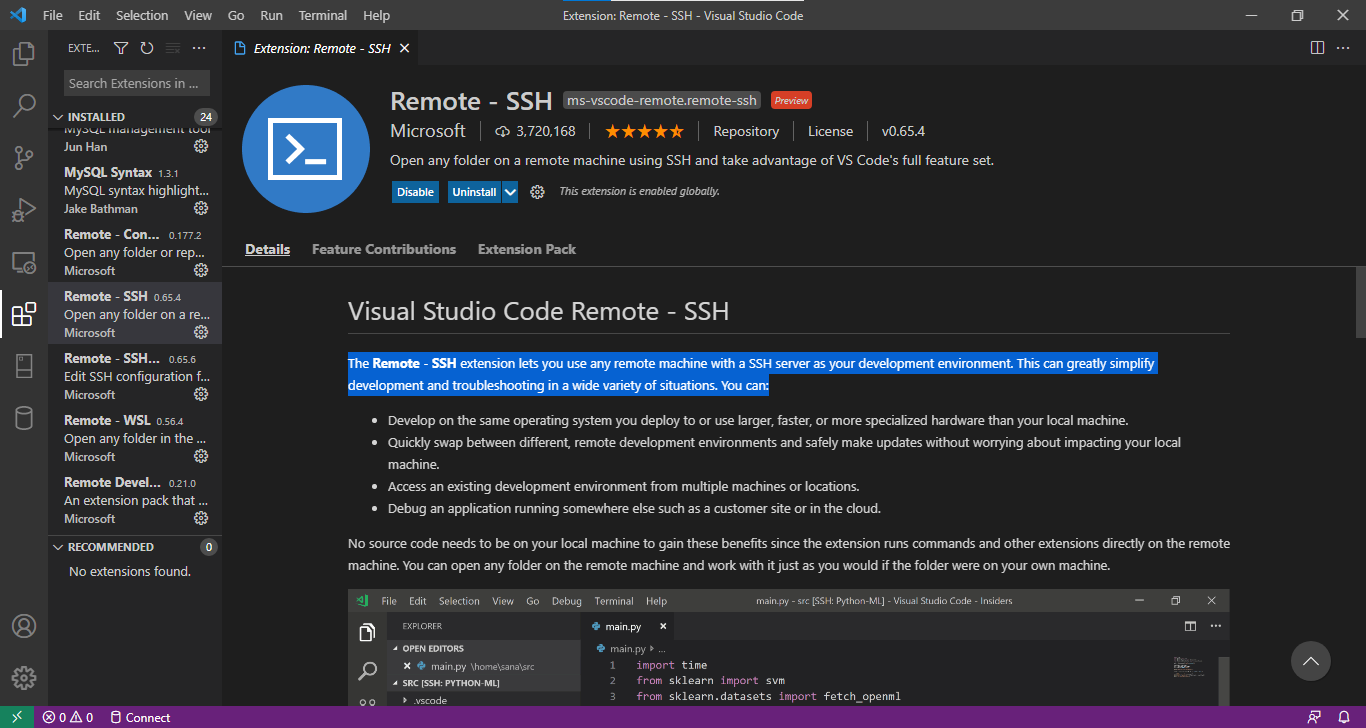 File Edit Selection View Go Run Terminal Help
Extension: Remote - SSH - Visual Studio Code
EXTE...
Search Extensions in ...
INSTALLED 24
MySQL management tool
Jun Han
MySQL Syntax 1.3.1
MySQL syntax highlight...
Jake Bathman
Remote - Con... 0.177.2
Open any folder or rep...
Microsoft
Remote - SSH 0.65.4
Open any folder on a re...
Microsoft
Remote - SSH... 0.65.6
Edit SSH configuration f...
Microsoft
Remote - WSL 0.56.4
Open any folder in the ...
Microsoft
Remote Devel... 0.21.0
An extension pack that ...
Microsoft
RECOMMENDED 0
No extensions found.
Extension: Remote - SSH
Remote - SSH ms-vscode-remote.remote-ssh Preview
Microsoft 3,720,168 Repository License v0.65.4
Open any folder on a remote machine using SSH and take advantage of VS Code's full feature set.
Disable Uninstall This extension is enabled globally.
Details Feature Contributions Extension Pack
Visual Studio Code Remote - SSH
The Remote - SSH extension lets you use any remote machine with a SSH server as your development environment. This can greatly simplify
development and troubleshooting in a wide variety of situations. You can:
• Develop on the same operating system you deploy to or use larger, faster, or more specialized hardware than your local machine.
• Quickly swap between different, remote development environments and safely make updates without worrying about impacting your local
machine.
• Access an existing development environment from multiple machines or locations.
• Debug an application running somewhere else such as a customer site or in the cloud.
No source code needs to be on your local machine to gain these benefits since the extension runs commands and other extensions directly on the remote
machine. You can open any folder on the remote machine and work with it just as you would if the folder were on your own machine.
File Edit Selection View Go Debug Terminal Help
main.py - src [SSH: Python-ML] - Visual Studio Code - Insiders
EXPLORER
OPEN EDITORS
main.py \home\sana\src
SRC [SSH: PYTHON-ML]
.vscode
main.py
main.py ...
1 import time
2 from sklearn import svm
3 from sklearn.datasets import fetch_openml
0 0 Connect